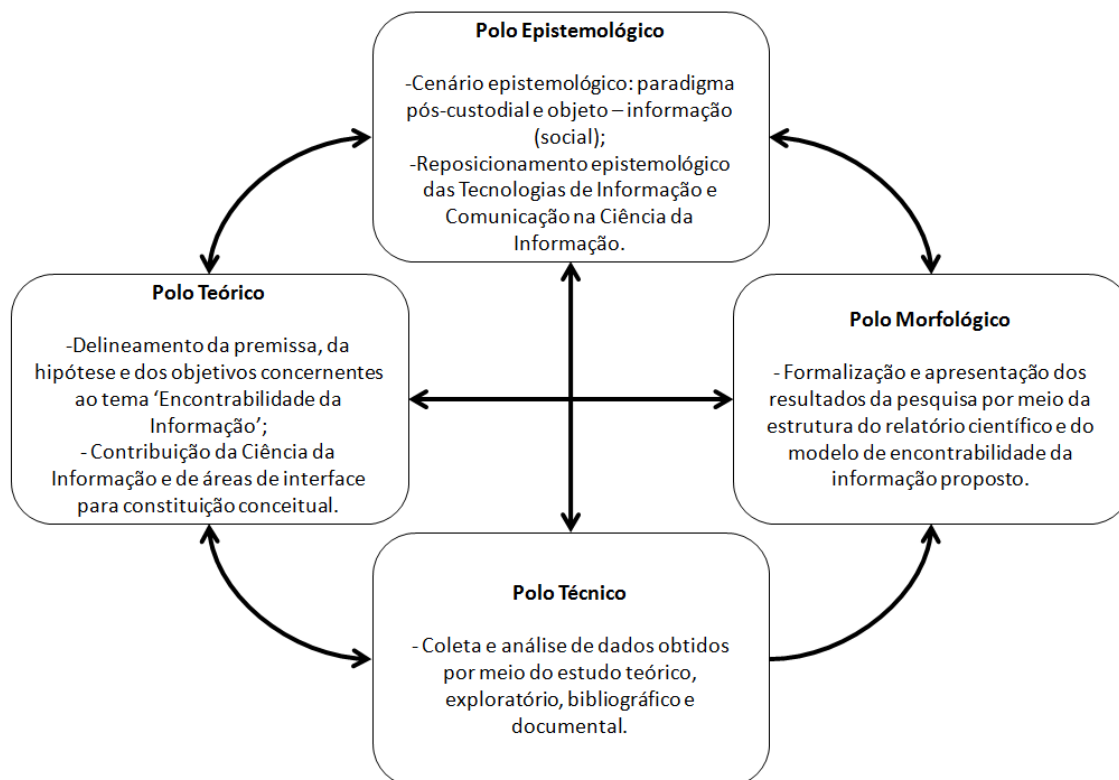 Polo Epistemológico
-Cenário epistemológico: paradigma
pós-custodial e objeto – informação
(social);
-Reposicionamento epistemológico
das Tecnologias de Informação e
Comunicação na Ciência da
Informação.
Polo Teórico
-Delineamento da premissa, da
hipótese e dos objetivos concernentes
ao tema ‘Encontrabilidade da
Informação’;
- Contribuição da Ciência da
Informação e de áreas de interface
para constituição conceitual.
Polo Morfológico
- Formalização e apresentação dos
resultados da pesquisa por meio da
estrutura do relatório científico e do
modelo de encontrabilidade da
informação proposto.
Polo Técnico
- Coleta e análise de dados obtidos
por meio do estudo teórico,
exploratório, bibliográfico e
documental.